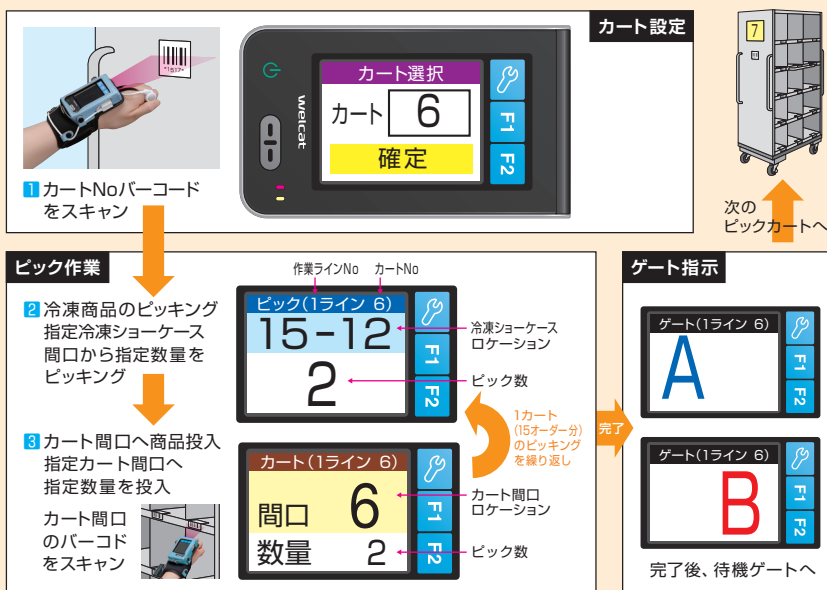 カート設定
*1517*
1 カートNoバーコード
をスキャン
welcat
カート選択
カート 6
確定
F1
F2
7
次の
ピックカートへ
ピック作業
2 冷凍商品のピッキング
指定冷凍ショーケース
間口から指定数量を
ピッキング
3 カート間口へ商品投入
指定カート間口へ
指定数量を投入
カート間口
のバーコド
をスキャン
作業ラインNo カートNo
ピック(1ライン 6)
15-12
2
F1
F2
冷凍ショーケース
ロケーション
ピック数
カート(1ライン 6)
間口 6
数量 2
F1
F2
カート間口
ロケーション
ピック数
1カート
(15オーダー分)
のピッキング
を繰り返し
完了
ゲート指示
ゲート(1ライン 6)
A
F1
F2
ゲート(1ライン 6)
B
F1
F2
完了後、待機ゲートへ